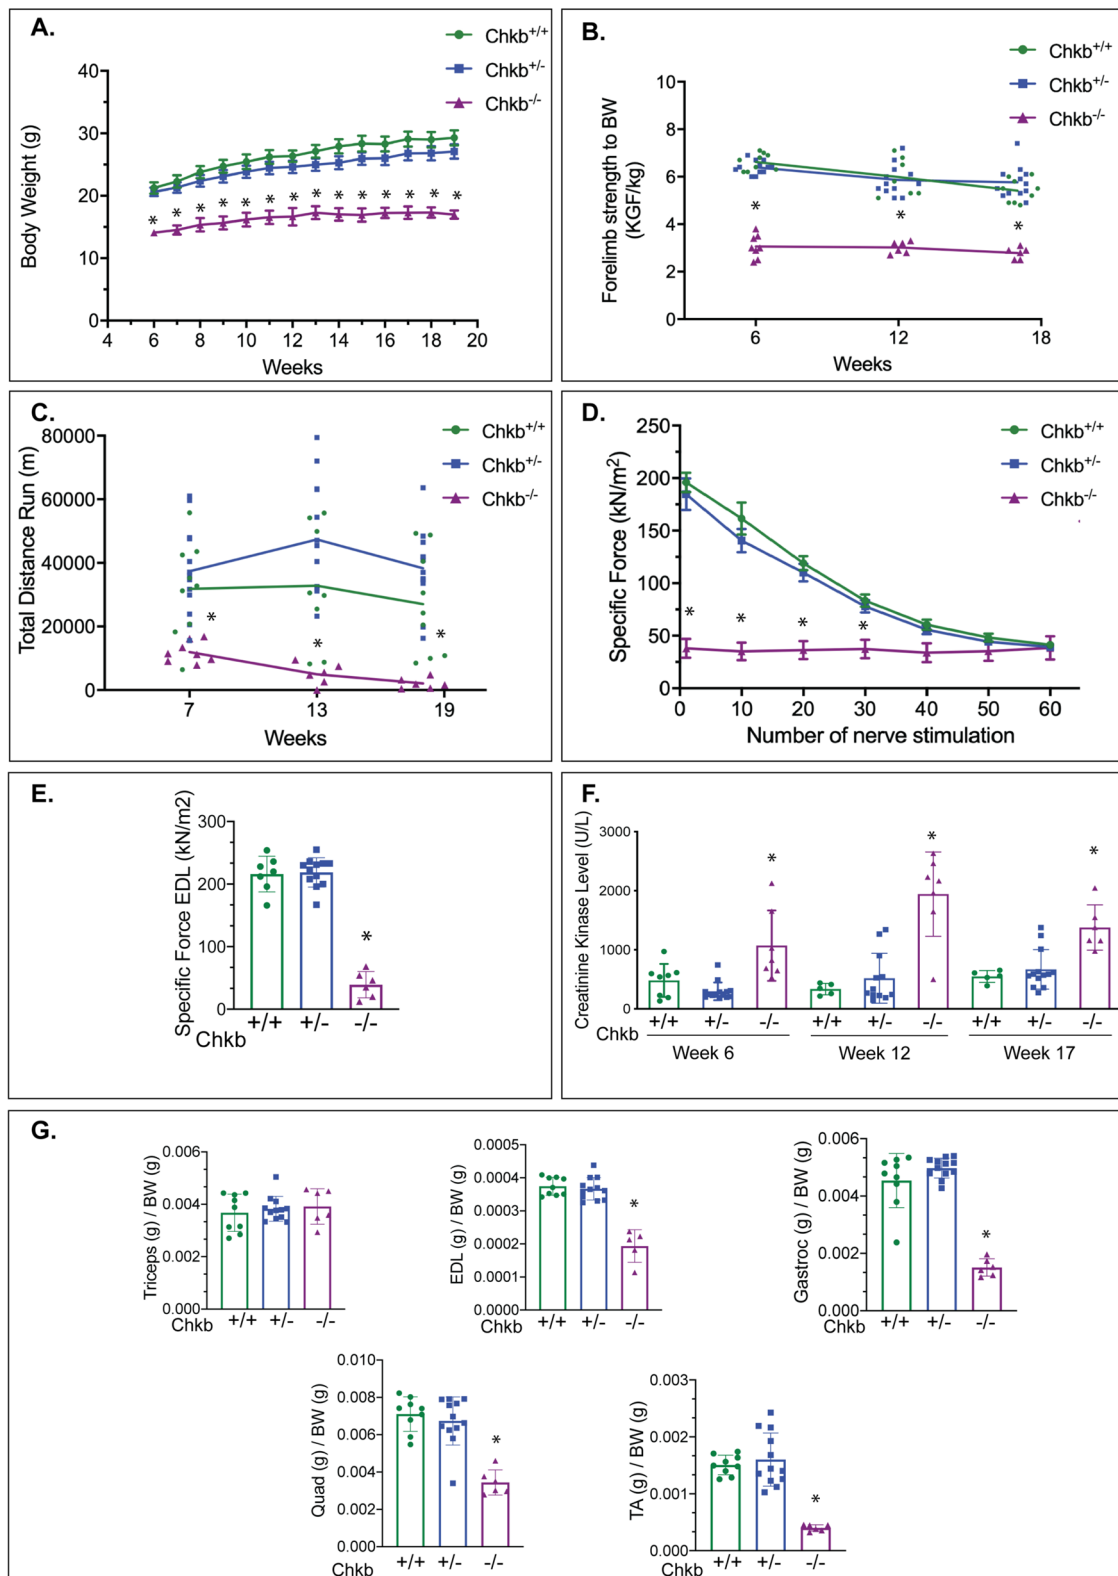 A.
Chkb+/+
Chkb+/-
Chkb-/-
Body Weight (g)
40
30
20
10
0
4 6 7 8 9 10 11 12 13 14 15 16 17 18 19 20
Weeks
* * * * * * * * * * * * * *
B.
Chkb+/+
Chkb+/-
Chkb-/-
Forelimb strength to BW
(KGF/kg)
10
8
6
4
2
0
* * *
6 12 18
Weeks
C.
Chkb+/+
Chkb+/-
Chkb-/-
Total Distance Run (m)
80000
60000
40000
20000
0
* * *
7 13 19
Weeks
D.
Chkb+/+
Chkb+/-
Chkb-/-
Specific Force (kN/m²)
250
200
150
100
50
0
* * * *
0 10 20 30 40 50 60
Number of nerve stimulation
E.
Specific Force EDL (kN/m2)
300
200
100
0
*
Chkb +/+ +/- -/-
F.
Creatinine Kinase Level (U/L)
3000
2000
1000
0
* * *
Chkb +/+ +/- -/- +/+ +/- -/- +/+ +/- -/-
Week 6 Week 12 Week 17
G.
Triceps (g) / BW (g)
0.006
0.004
0.002
0.000
Chkb +/+ +/- -/-
EDL (g) / BW (g)
0.0005
0.0004
0.0003
0.0002
0.0001
0.0000
*
Chkb +/+ +/- -/-
Gastroc (g) / BW (g)
0.006
0.004
0.002
0.000
*
Chkb +/+ +/- -/-
Quad (g) / BW (g)
0.010
0.008
0.006
0.004
0.002
0.000
*
Chkb +/+ +/- -/-
TA (g) / BW (g)
0.003
0.002
0.001
0.000
*
Chkb +/+ +/- -/-